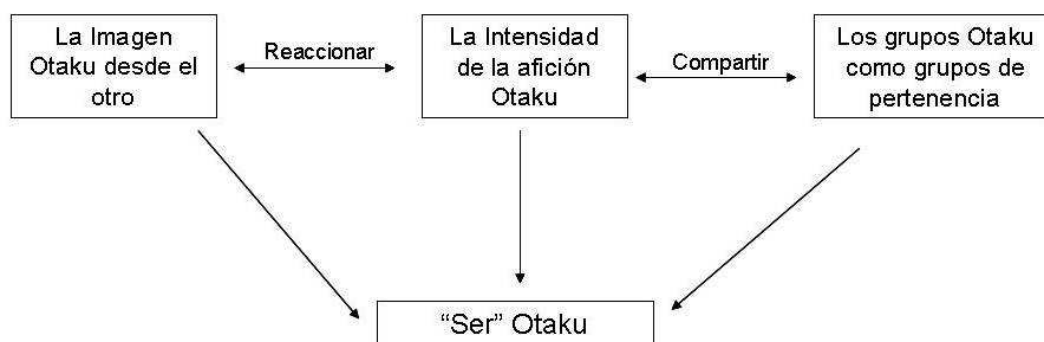 La Imagen
Otaku desde el
otro
Reaccionar
La Intensidad
de la afición
Otaku
Compartir
Los grupos Otaku
como grupos de
pertenencia
“Ser” Otaku